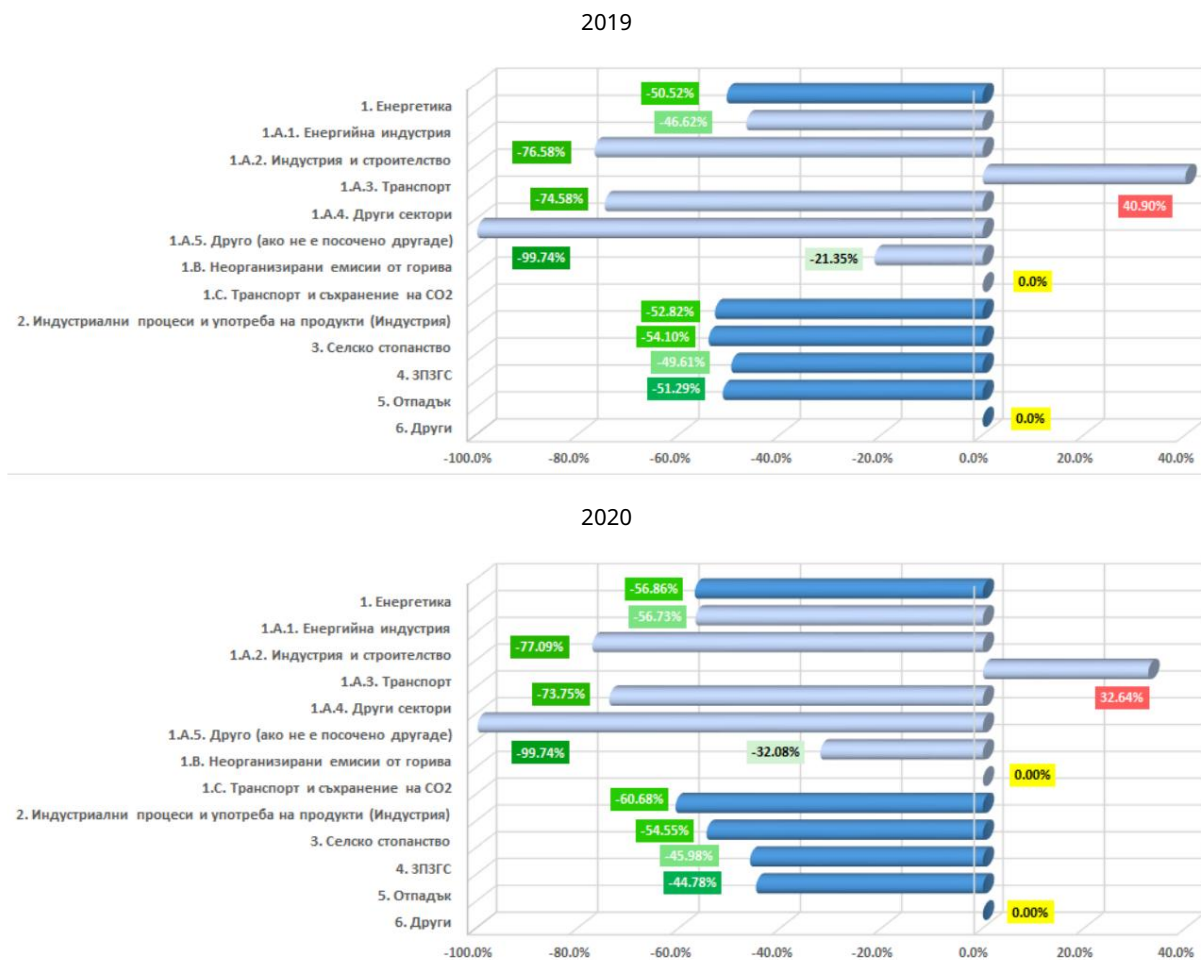 2019
-50.52%
1. Енергетика
-46.62%
1.А.1. Енергийна индустрия
-76.58%
1.А.2. Индустрия и строителство
1.А.3. Транспорт
-74.58%
40.90%
1.А.4. Други сектори
1.А.5. Друго (ако не е посочено другаде)
-99.74%
-21.35%
1.В. Неорганизирани емисии от горива
0.0%
1.С. Транспорт и съхранение на СО2
-52.82%
2. Индустриални процеси и употреба на продукти (Индустрия)
-54.10%
3. Селско стопанство
-49.61%
4. ЗПЗГС
-51.29%
5. Отпадък
0.0%
6. Други
-100.0% -80.0% -60.0% -40.0% -20.0% 0.0% 20.0% 40.0%
2020
-56.86%
1. Енергетика
-56.73%
1.А.1. Енергийна индустрия
-77.09%
1.А.2. Индустрия и строителство
1.А.3. Транспорт
-73.75%
32.64%
1.А.4. Други сектори
1.А.5. Друго (ако не е посочено другаде)
-99.74%
-32.08%
1.В. Неорганизирани емисии от горива
0.00%
1.С. Транспорт и съхранение на СО2
-60.68%
2. Индустриални процеси и употреба на продукти (Индустрия)
-54.55%
3. Селско стопанство
-45.98%
4. ЗПЗГС
-44.78%
5. Отпадък
0.00%
6. Други
-100.0% -80.0% -60.0% -40.0% -20.0% 0.0% 20.0% 40.0%